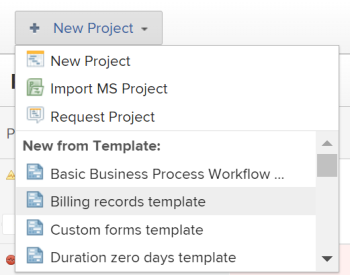 + New Project
New Project
Import MS Project
Request Project
New from Template:
P
Basic Business Process Workflow ...
Billing records template
Custom forms template
Duration zero days template